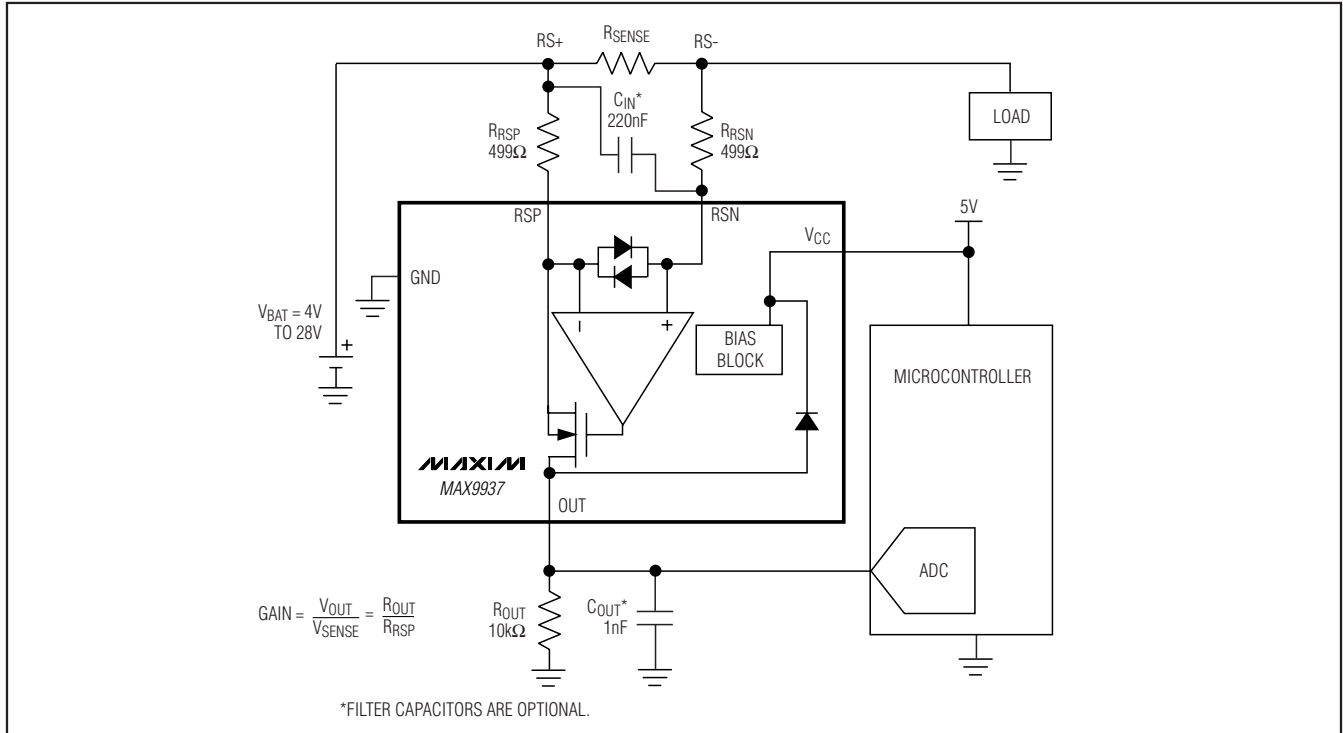 RS+
RSENSE
RS-
CIN*
220nF
RRSP
499Ω
RRSN
499Ω
LOAD
RSP
RSN
5V
VCC
GND
VBAT = 4V
TO 28V
+
-
+
BIAS
BLOCK
MICROCONTROLLER
MAXIM
MAX9937
OUT
ADC
GAIN = VOUT/VSENSE = ROUT/RRSP
ROUT
10kΩ
COUT*
1nF
*FILTER CAPACITORS ARE OPTIONAL.